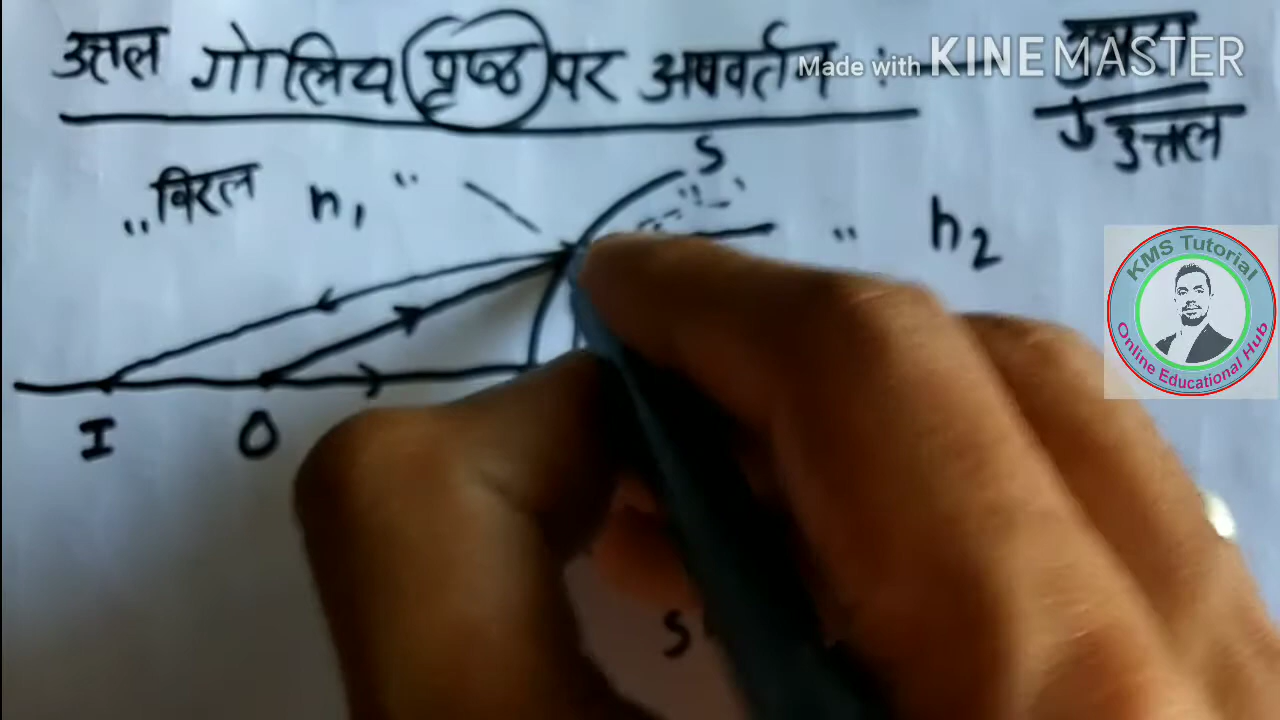 उत्तल गोलिय पृष्ठ पर अपवर्तन :-
Made with KINEMASTER
उत्तल
"विरल n₁"
S
" n₂
KMS Tutorial
Online Educational Hub
I O
S